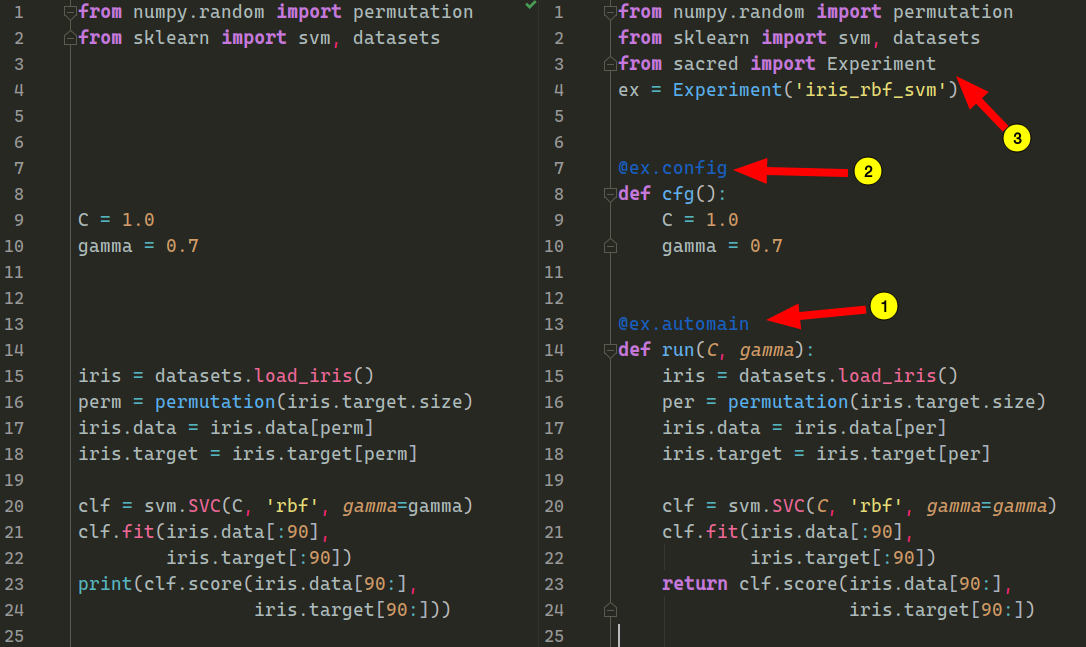 1 from numpy.random import permutation
2 from sklearn import svm, datasets
3
4
5
6
7
8
9 C = 1.0
10 gamma = 0.7
11
12
13
14
15 iris = datasets.load_iris()
16 perm = permutation(iris.target.size)
17 iris.data = iris.data[perm]
18 iris.target = iris.target[perm]
19
20 clf = svm.SVC(C, 'rbf', gamma=gamma)
21 clf.fit(iris.data[:90],
22 iris.target[:90])
23 print(clf.score(iris.data[90:],
24 iris.target[90:]))
25
1 from numpy.random import permutation
2 from sklearn import svm, datasets
3 from sacred import Experiment
4 ex = Experiment('iris_rbf_svm')
3
5
6
7 @ex.config
2
8 def cfg():
9 C = 1.0
10 gamma = 0.7
11
12
1
13 @ex.automain
14 def run(C, gamma):
15 iris = datasets.load_iris()
16 per = permutation(iris.target.size)
17 iris.data = iris.data[per]
18 iris.target = iris.target[per]
19
20 clf = svm.SVC(C, 'rbf', gamma=gamma)
21 clf.fit(iris.data[:90],
22 iris.target[:90])
23 return clf.score(iris.data[90:],
24 iris.target[90:])
25